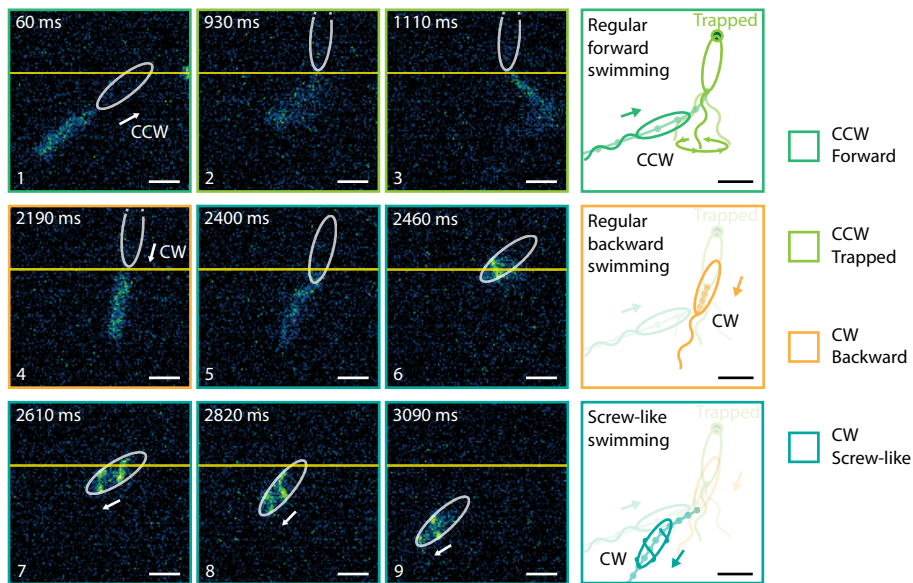 60 ms
CCW
1
930 ms
2
1110 ms
3
Regular
forward
swimming
Trapped
CCW
CCW
Forward
CCW
Trapped
2190 ms
CW
4
2400 ms
5
2460 ms
6
Regular
backward
swimming
Trapped
CW
CW
Backward
2610 ms
7
2820 ms
8
3090 ms
9
Screw-like
swimming
Trapped
CW
CW
Screw-like